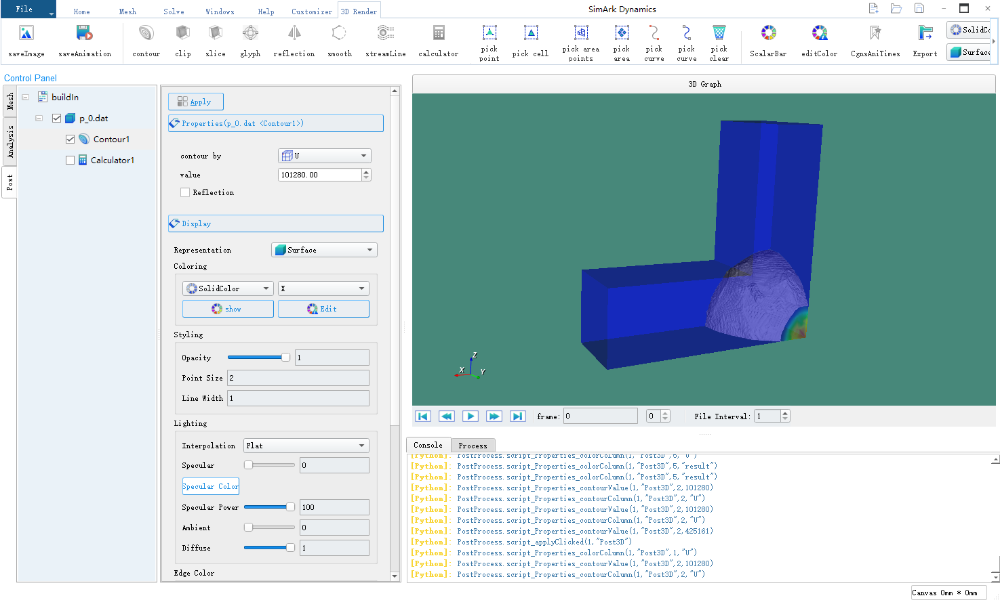 File
Home
Mesh
Solve
Windows
Help
Customizer
3D Render
SimArk Dynamics
saveImage
saveAnimation
contour
clip
slice
glyph
reflection
smooth
streamLine
calculator
pick point
pick cell
pick area points
pick area
pick curve
pick curve
pick clear
ScalarBar
editColor
CgnsAniTimes
Export
SolidCo
Surface
Control Panel
Mesh
Analysis
Post
buildIn
p_0.dat
Contour1
Calculator1
Apply
Properties(p_0.dat <Contour1>)
contour by
U
value
101280.00
Reflection
Display
Representation
Surface
Coloring
SolidColor
X
show
Edit
Styling
Opacity
1
Point Size
2
Line Width
1
Lighting
Interpolation
Flat
Specular
0
Specular Color
Specular Power
100
Ambient
0
Diffuse
1
Edge Color
3D Graph
Z
X
Y
frame:
0
0
File Interval:
1
Console
Process
[Python]: PostProcess.script_Properties_colorColumn(1,"Post3D",5,"U")
[Python]: PostProcess.script_Properties_colorColumn(1,"Post3D",5,"result")
[Python]: PostProcess.script_Properties_colorColumn(1,"Post3D",5,"result")
[Python]: PostProcess.script_Properties_contourValue(1,"Post3D",2,101280)
[Python]: PostProcess.script_Properties_contourColumn(1,"Post3D",2,"U")
[Python]: PostProcess.script_Properties_contourValue(1,"Post3D",2,101280)
[Python]: PostProcess.script_Properties_contourColumn(1,"Post3D",2,"U")
[Python]: PostProcess.script_Properties_contourValue(1,"Post3D",2,425161)
[Python]: PostProcess.script_applyClicked(1,"Post3D")
[Python]: PostProcess.script_Properties_colorColumn(1,"Post3D",1,"U")
[Python]: PostProcess.script_Properties_contourValue(1,"Post3D",2,101280)
[Python]: PostProcess.script_Properties_contourColumn(1,"Post3D",2,"U")
Canvas 0mm * 0mm